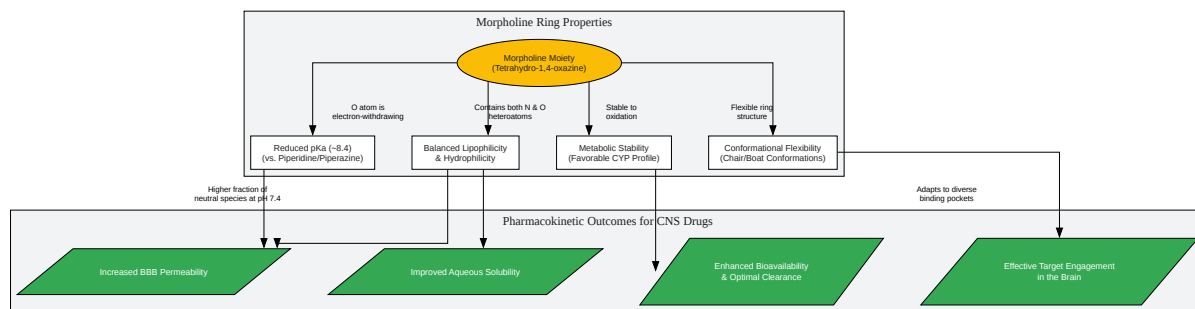 Morpholine Ring Properties
Morpholine Moiety
(Tetrahydro-1,4-oxazine)
O atom is
electron-withdrawing
Contains both N & O
heteroatoms
Stable to
oxidation
Flexible ring
structure
Reduced pKa (~8.4)
(vs. Piperidine/Piperazine)
Balanced Lipophilicity
& Hydrophilicity
Metabolic Stability
(Favorable CYP Profile)
Conformational Flexibility
(Chair/Boat Conformations)
Higher fraction of
neutral species at pH 7.4
Adapts to diverse
binding pockets
Pharmacokinetic Outcomes for CNS Drugs
Increased BBB Permeability
Improved Aqueous Solubility
Enhanced Bioavailability
& Optimal Clearance
Effective Target Engagement
in the Brain